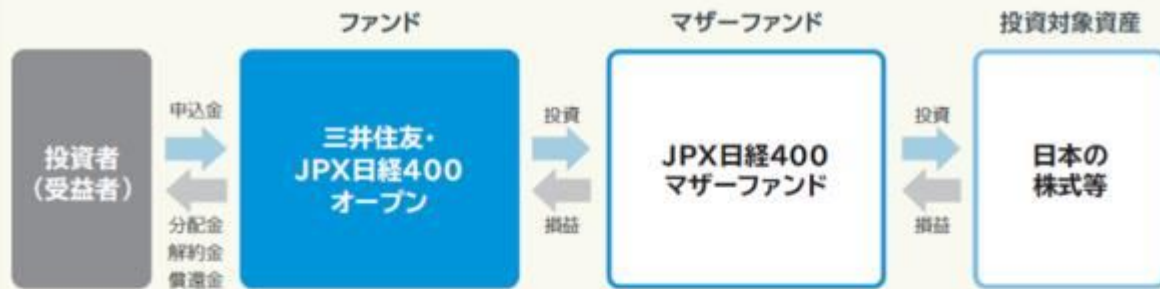 ファンド
マザーファンド
投資対象資産
投資者
（受益者）
申込金
分配金
解約金
償還金
三井住友・
JPX日経400
オープン
投資
損益
JPX日経400
マザーファンド
投資
損益
日本の
株式等